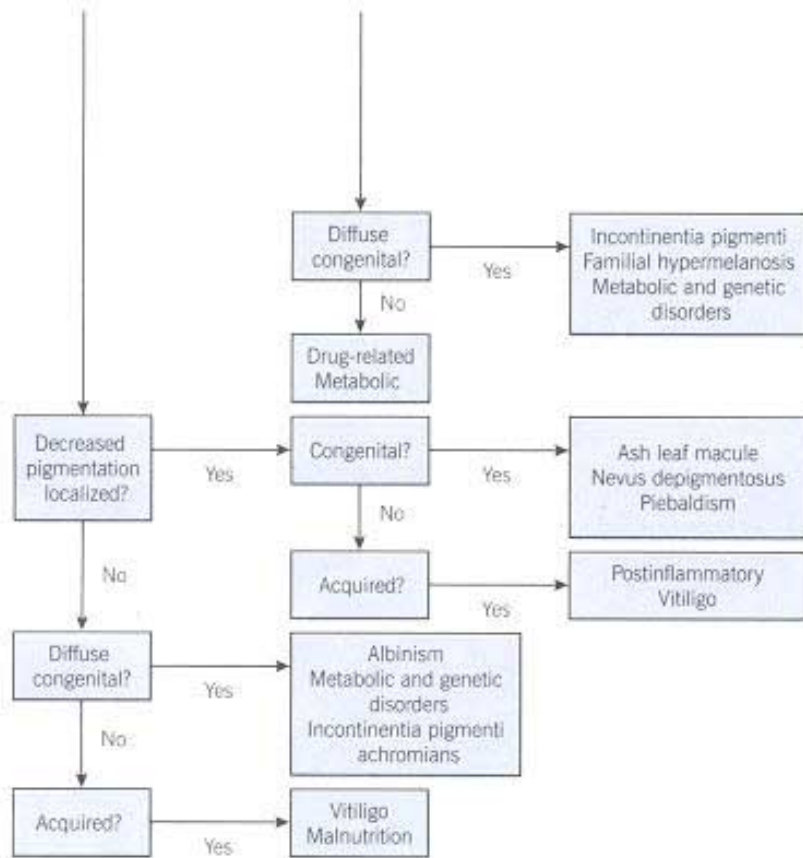 Diffuse
congenital?
Yes
Incontinentia pigmenti
Familial hypermelanosis
Metabolic and genetic
disorders
No
Drug-related
Metabolic
Decreased
pigmentation
localized?
Yes
Congenital?
Yes
Ash leaf macule
Nevus depigmentosus
Piebaldism
No
No
Acquired?
Yes
Postinflammatory
Vitiligo
Diffuse
congenital?
Yes
Albinism
Metabolic and genetic
disorders
Incontinentia pigmenti
achromians
No
Acquired?
Yes
Vitiligo
Malnutrition